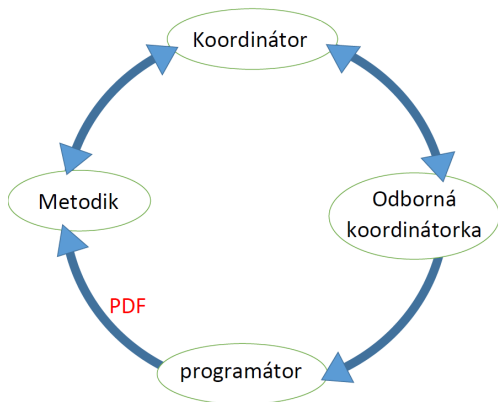 Koordinátor
Metodik
Odborná
koordinátorka
PDF
programátor